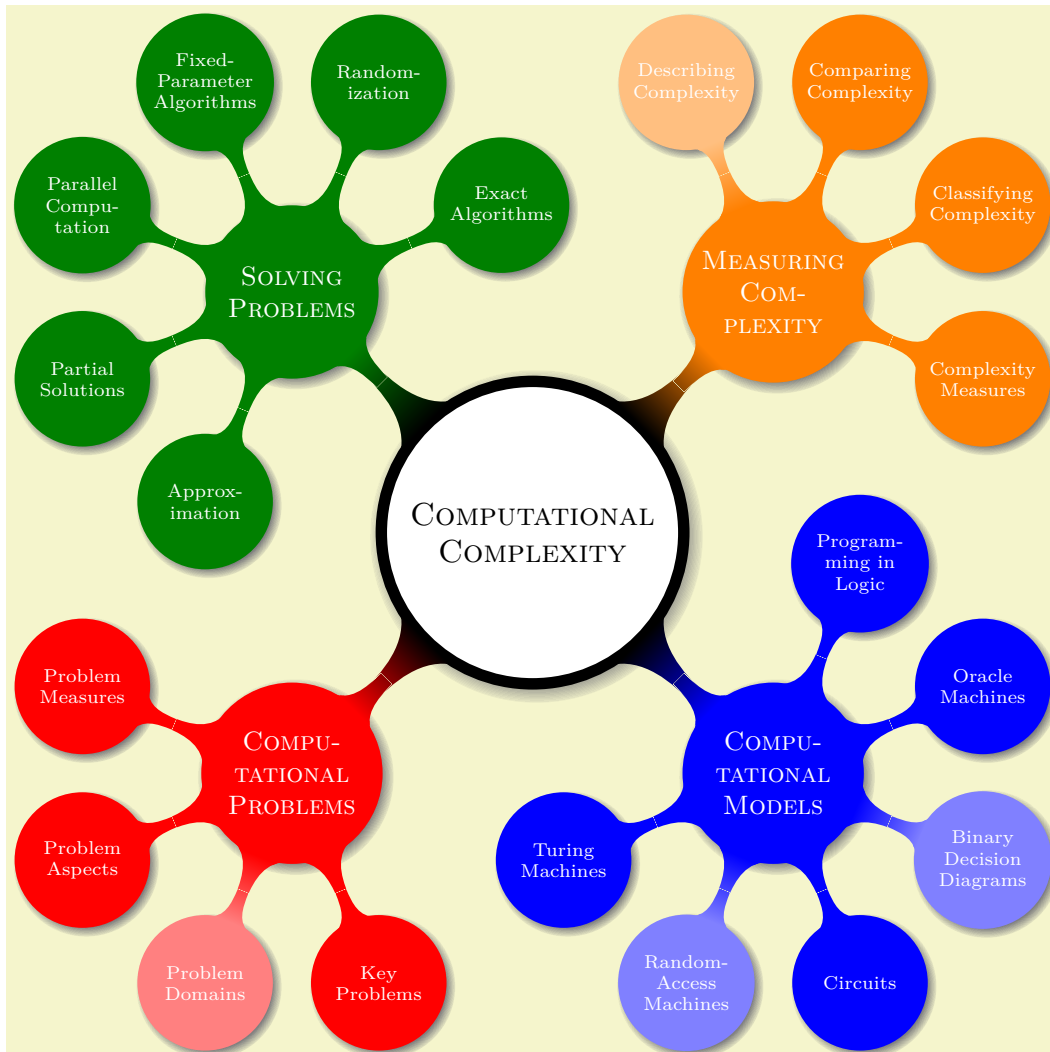 COMPUTATIONAL
COMPLEXITY
SOLVING
PROBLEMS
Fixed-
Parameter
Algorithms
Random-
ization
Exact
Algorithms
Parallel
Compu-
tation
Partial
Solutions
Approx-
imation
MEASURING
COM-
PLEXITY
Describing
Complexity
Comparing
Complexity
Classifying
Complexity
Complexity
Measures
COMPU-
TATIONAL
PROBLEMS
Problem
Measures
Problem
Aspects
Problem
Domains
Key
Problems
COMPU-
TATIONAL
MODELS
Program-
ming in
Logic
Oracle
Machines
Binary
Decision
Diagrams
Circuits
Random-
Access
Machines
Turing
Machines